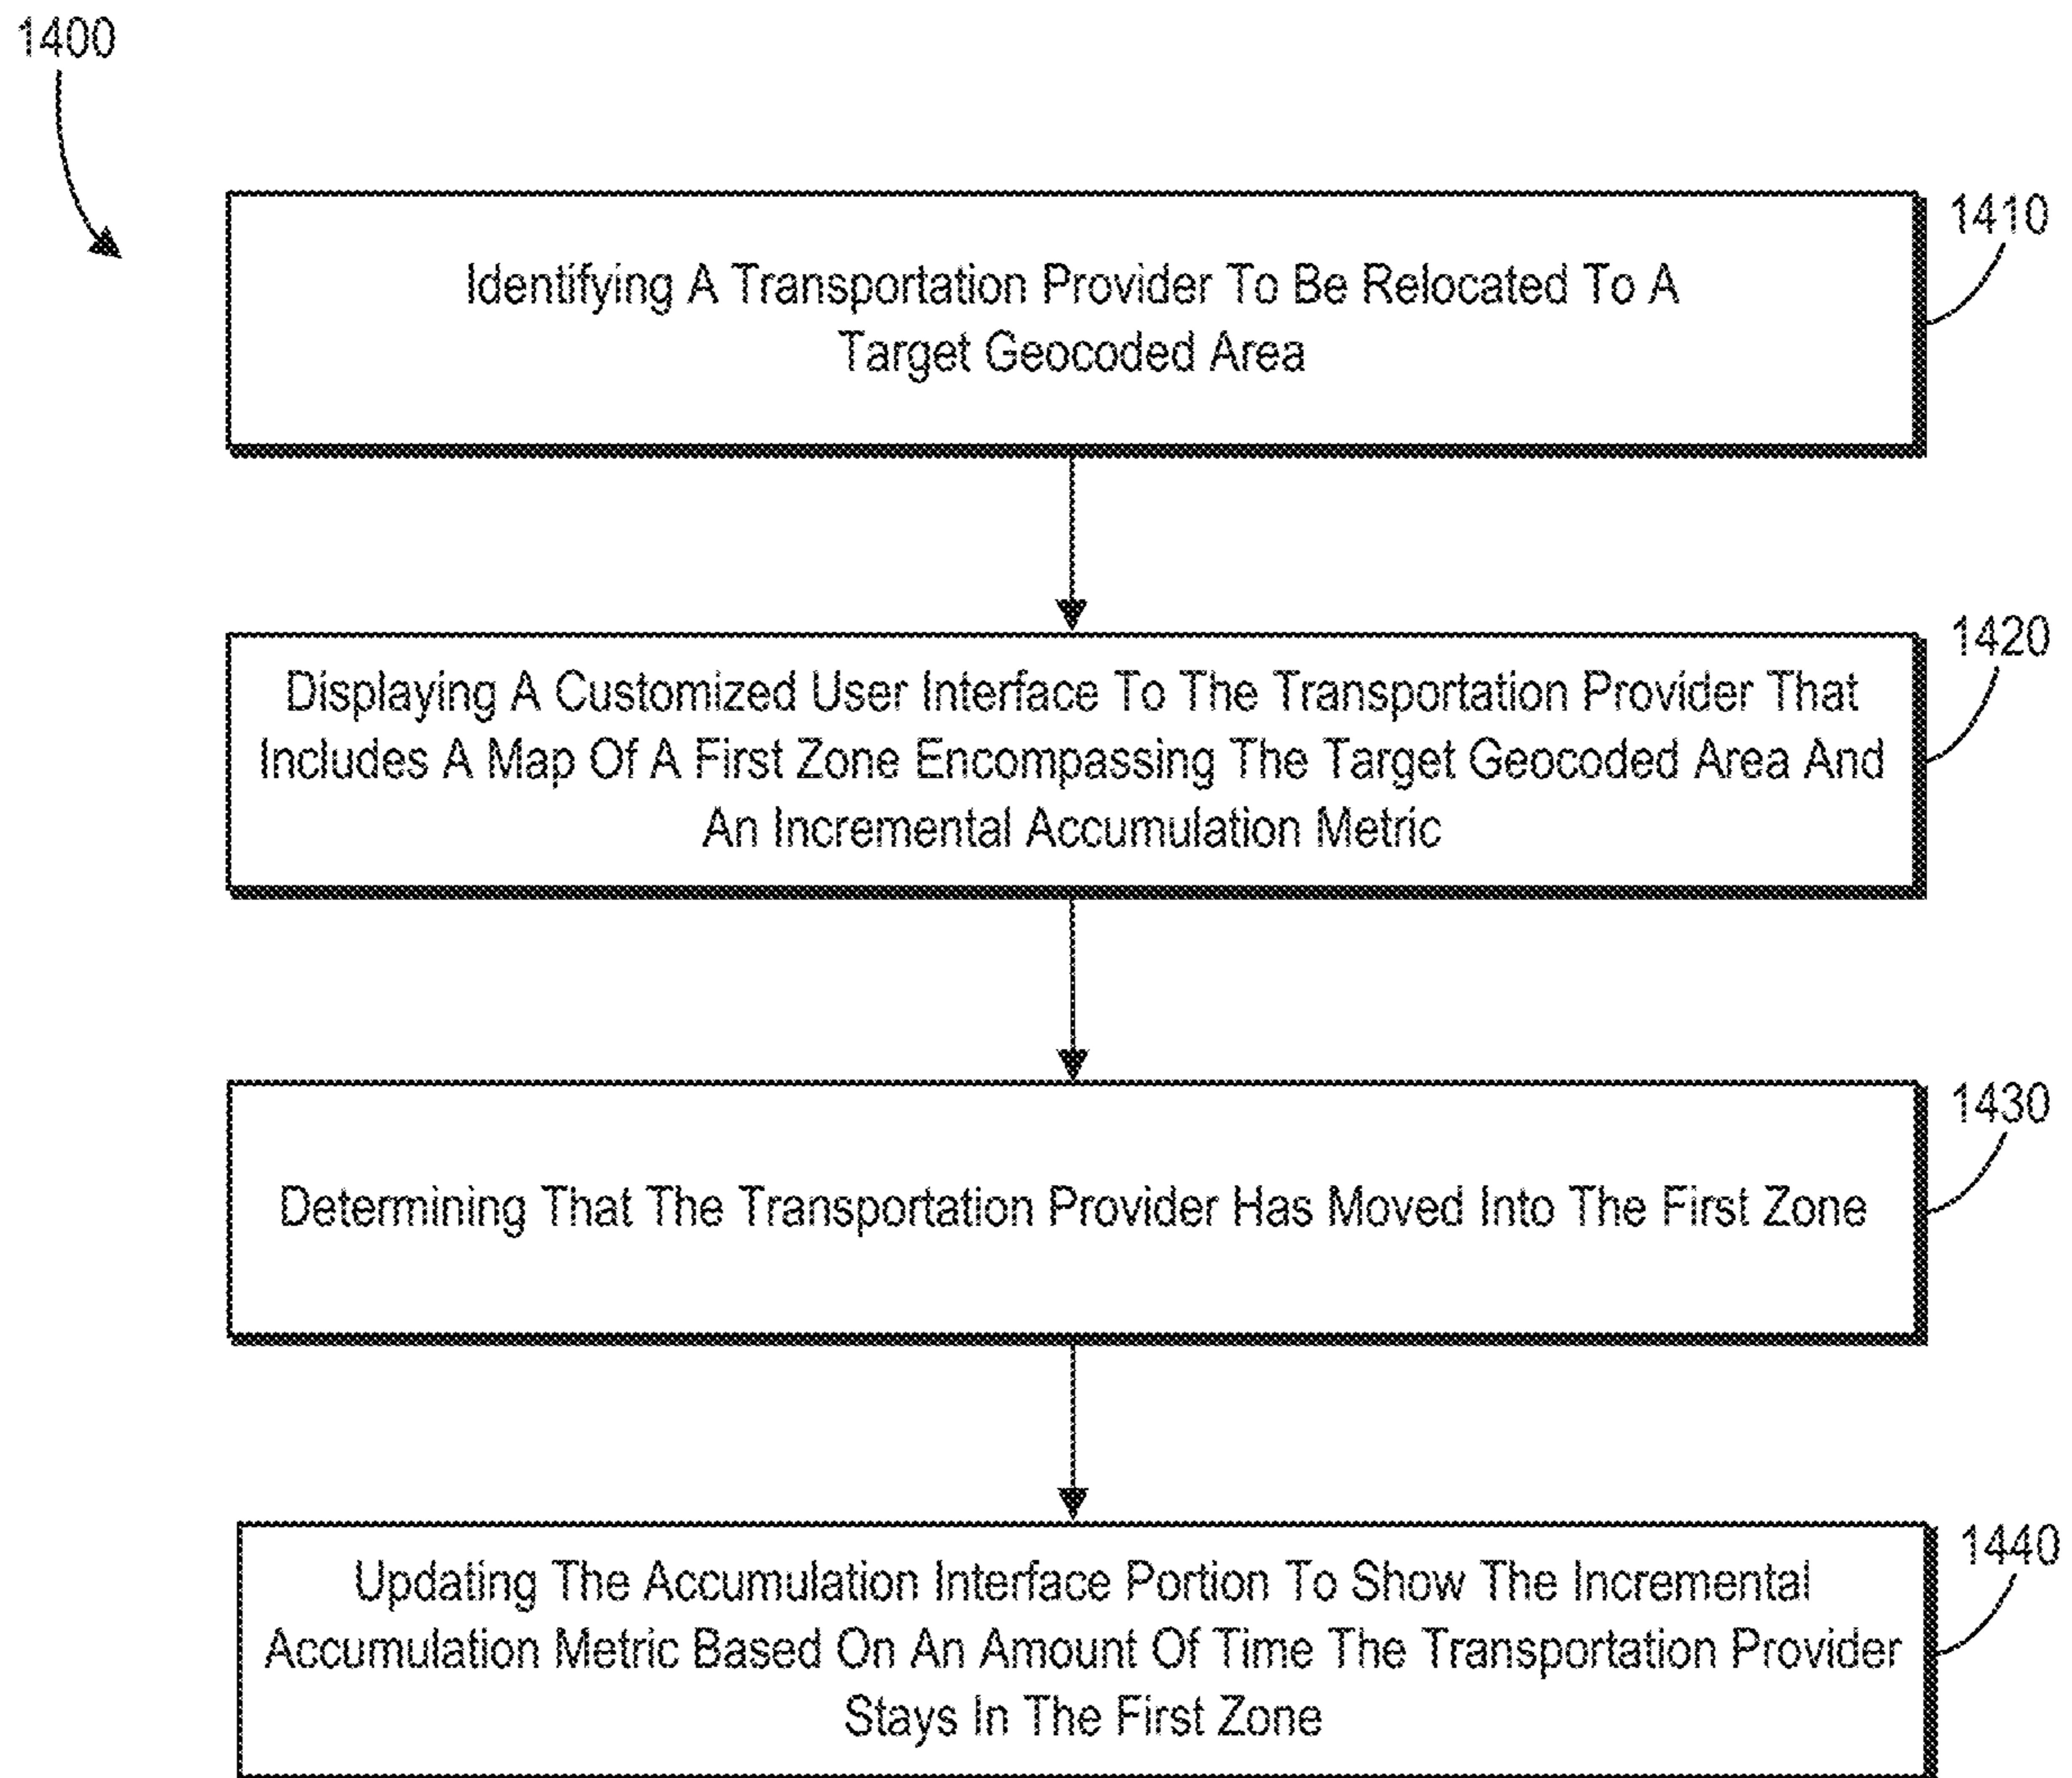 1400
1410
Identifying A Transportation Provider To Be Relocated To A
Target Geocoded Area
1420
Displaying A Customized User Interface To The Transportation Provider That
Includes A Map Of A First Zone Encompassing The Target Geocoded Area And
An Incremental Accumulation Metric
1430
Determining That The Transportation Provider Has Moved Into The First Zone
1440
Updating The Accumulation Interface Portion To Show The Incremental
Accumulation Metric Based On An Amount Of Time The Transportation Provider
Stays In The First Zone